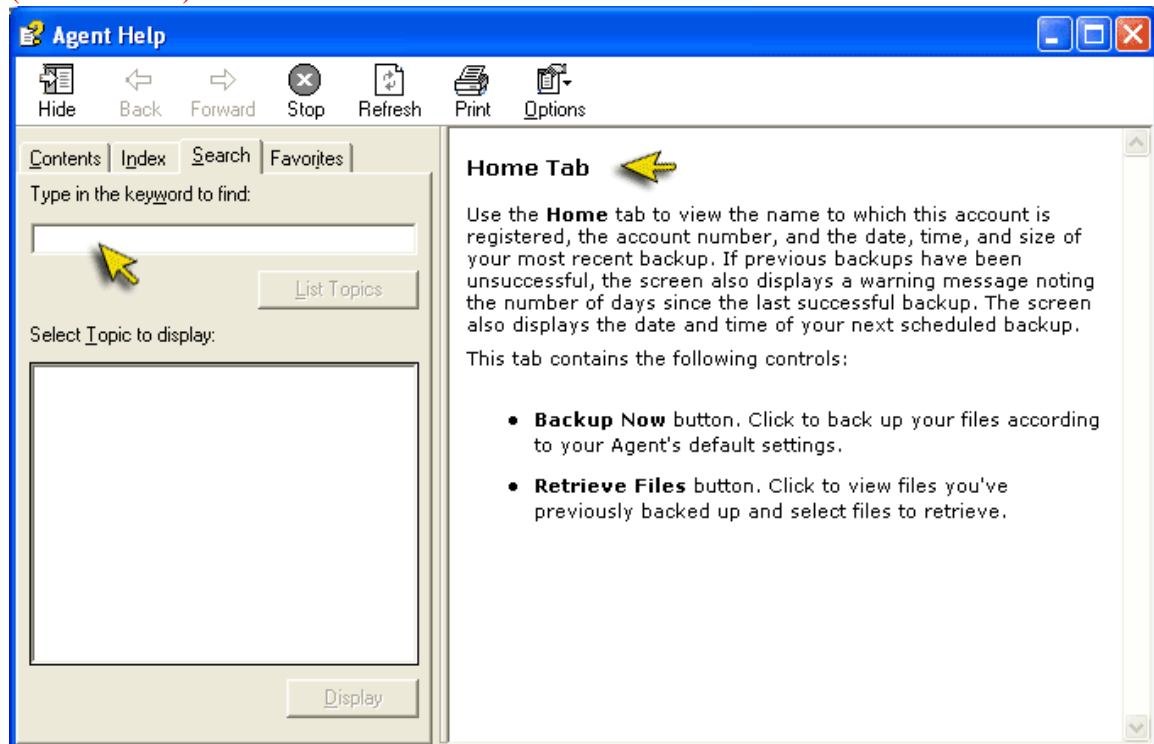 Agent Help
Hide Back Forward Stop Refresh Print Options
Contents Index Search Favorites
Type in the keyword to find:
List Topics
Select Topic to display:
Display
Home Tab
Use the Home tab to view the name to which this account is
registered, the account number, and the date, time, and size of
your most recent backup. If previous backups have been
unsuccessful, the screen also displays a warning message noting
the number of days since the last successful backup. The screen
also displays the date and time of your next scheduled backup.
This tab contains the following controls:
• Backup Now button. Click to back up your files according
to your Agent's default settings.
• Retrieve Files button. Click to view files you've
previously backed up and select files to retrieve.